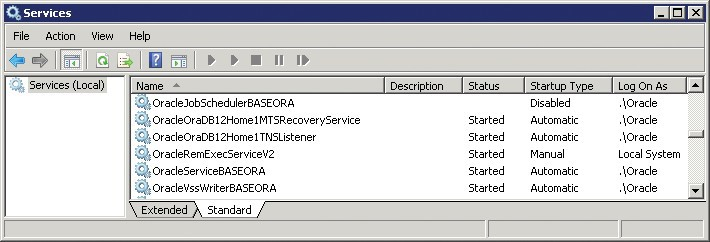 Services
File Action View Help
Services (Local)
Name Description Status Startup Type Log On As
OracleJobSchedulerBASEORA Disabled .\Oracle
OracleOraDB12Home1MTSRecoveryService Started Automatic .\Oracle
OracleOraDB12Home1TNSListener Started Automatic .\Oracle
OracleRemExecServiceV2 Started Manual Local System
OracleServiceBASEORA Started Automatic .\Oracle
OracleVssWriterBASEORA Started Automatic .\Oracle
Extended Standard